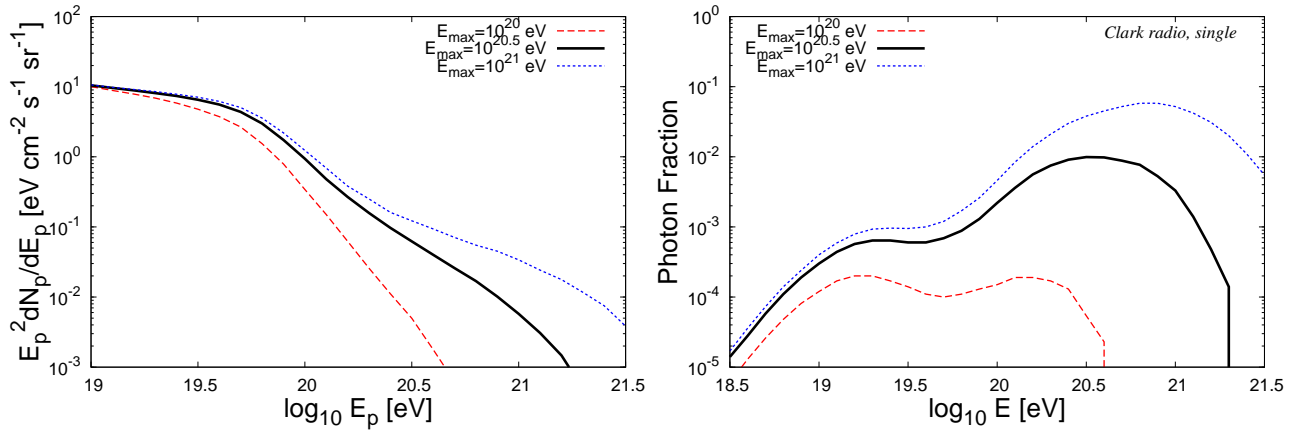 E_p^2 dN_p/dE_p [eV cm^-2 s^-1 sr^-1]
10^2
10^1
10^0
10^-1
10^-2
10^-3
E_max=10^20 eV
E_max=10^20.5 eV
E_max=10^21 eV
19 19.5 20 20.5 21 21.5
log_10 E_p [eV]
Photon Fraction
10^0
10^-1
10^-2
10^-3
10^-4
10^-5
E_max=10^20 eV
E_max=10^20.5 eV
E_max=10^21 eV
Clark radio, single
18.5 19 19.5 20 20.5 21 21.5
log_10 E [eV]